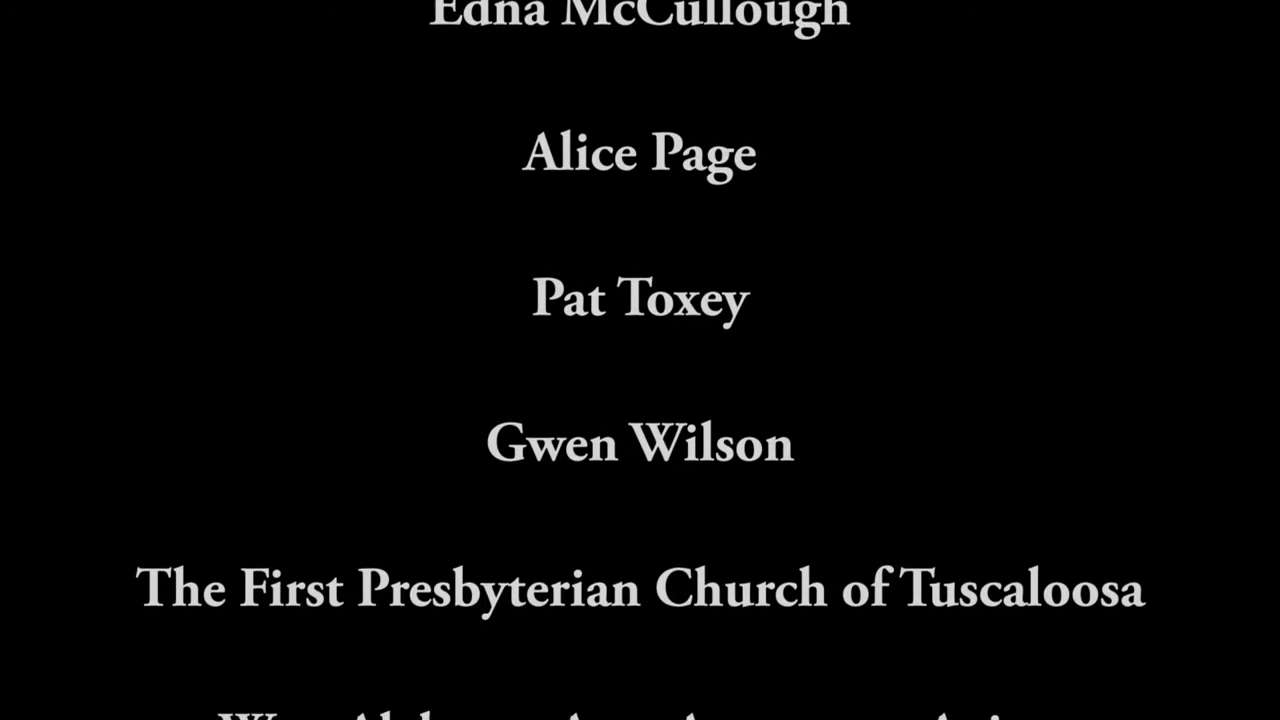 Edna McCullough
Alice Page
Pat Toxey
Gwen Wilson
The First Presbyterian Church of Tuscaloosa